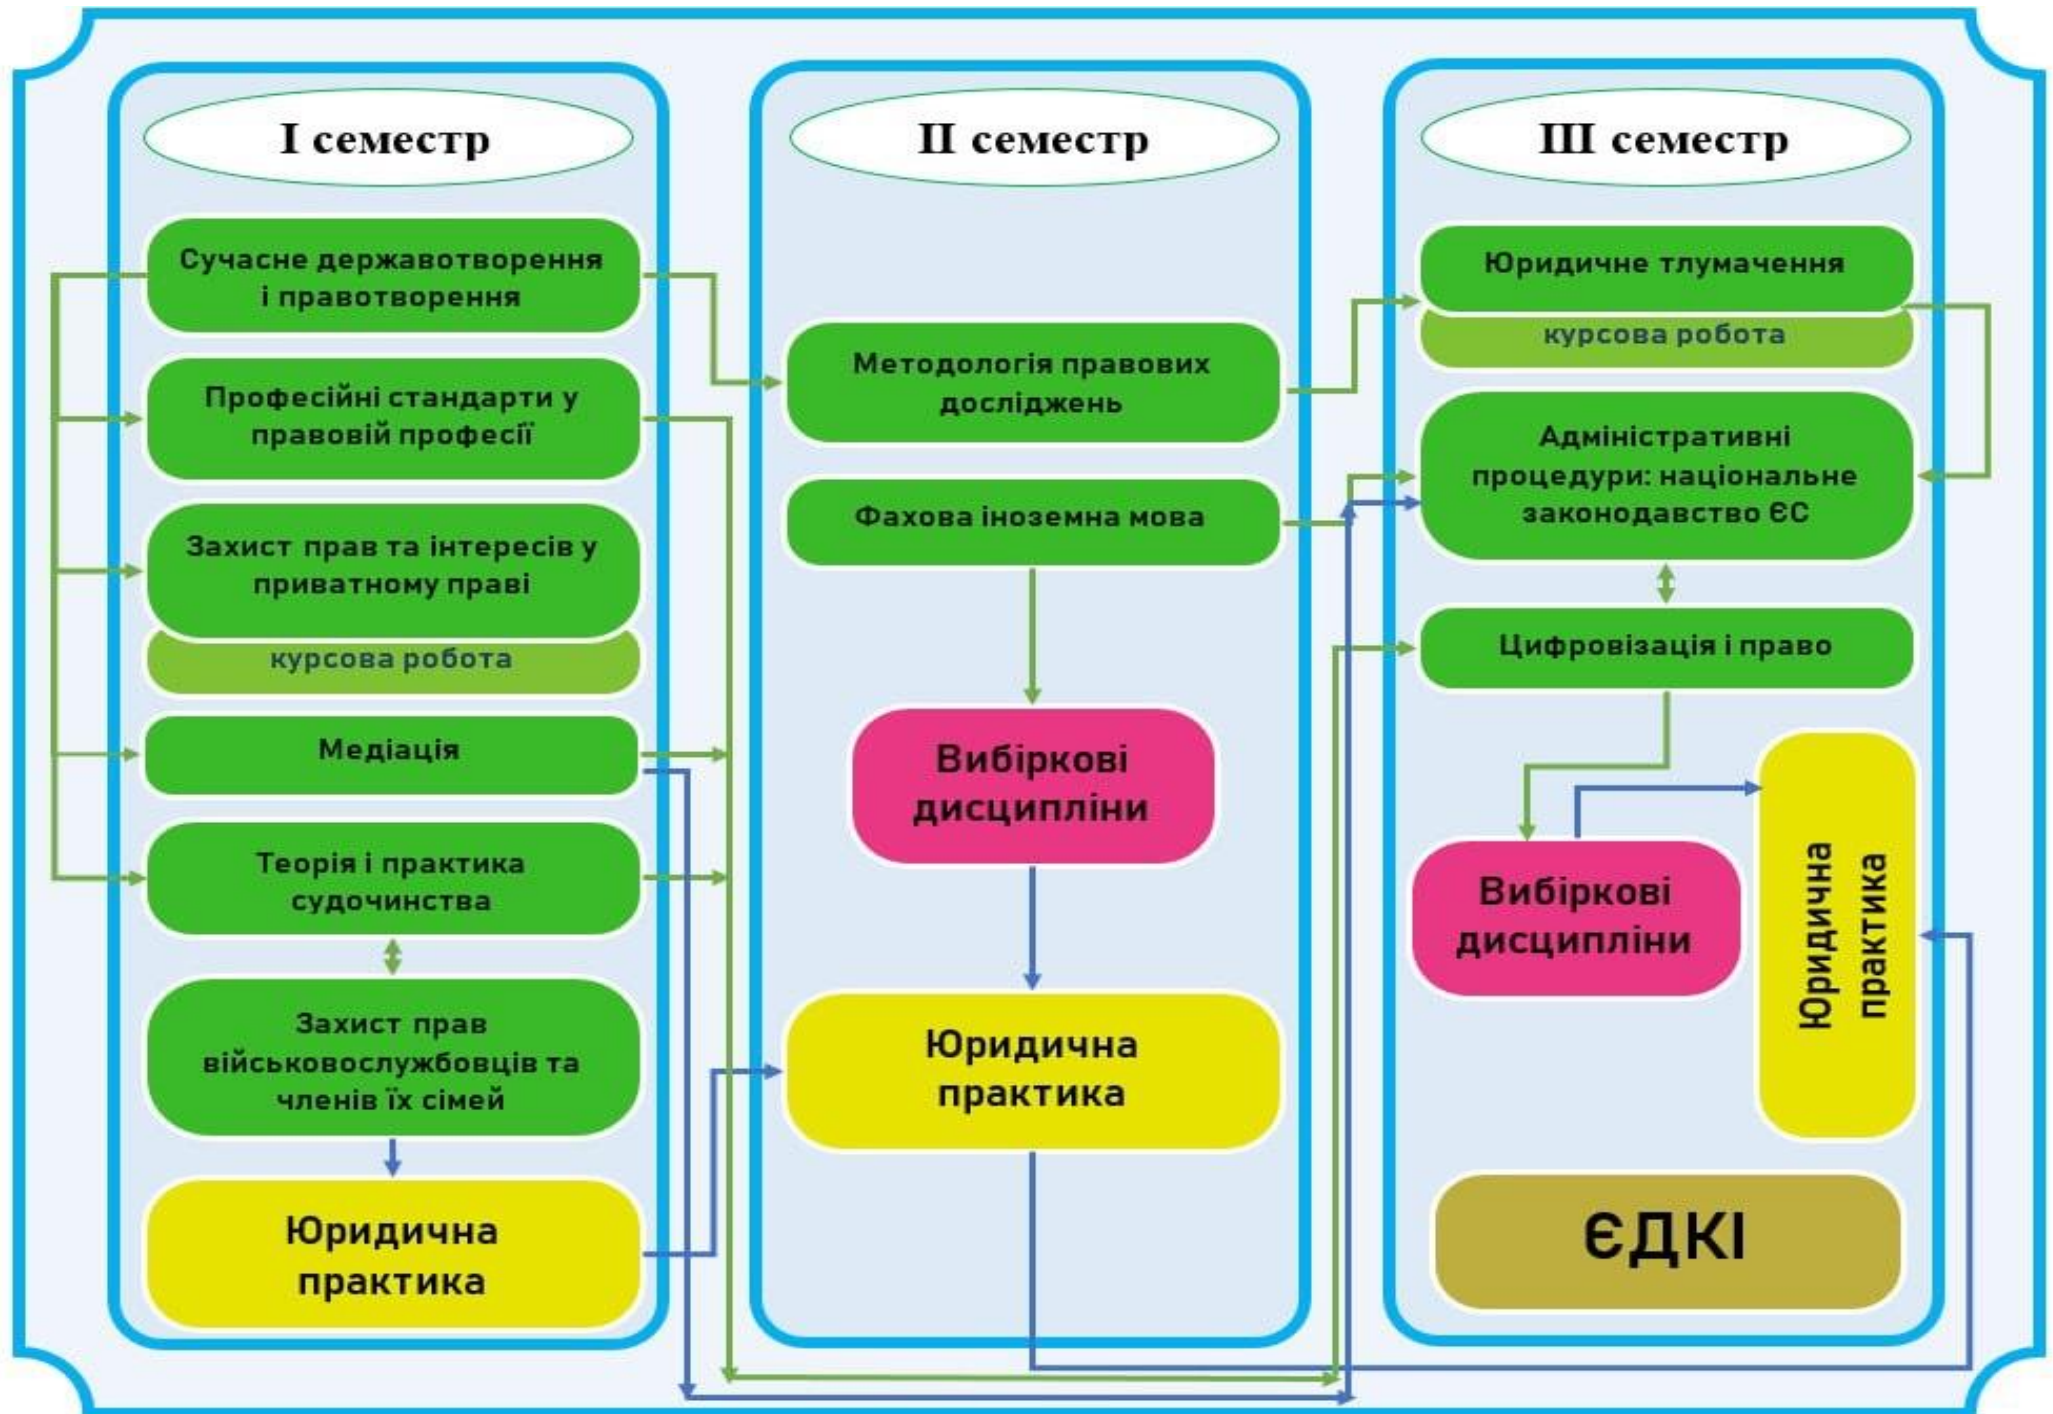 I семестр
Сучасне державотворення
і правотворення
Професійні стандарти у
правовій професії
Захист прав та інтересів у
приватному праві
курсова робота
Медіація
Теорія і практика
судочинства
Захист прав
військовослужбовців та
членів їх сімей
Юридична
практика
II семестр
Методологія правових
досліджень
Фахова іноземна мова
Вибіркові
дисципліни
Юридична
практика
III семестр
Юридичне тлумачення
курсова робота
Адміністративні
процедури: національне
законодавство ЄС
Цифровізація і право
Вибіркові
дисципліни
Юридична
практика
ЄДКІ